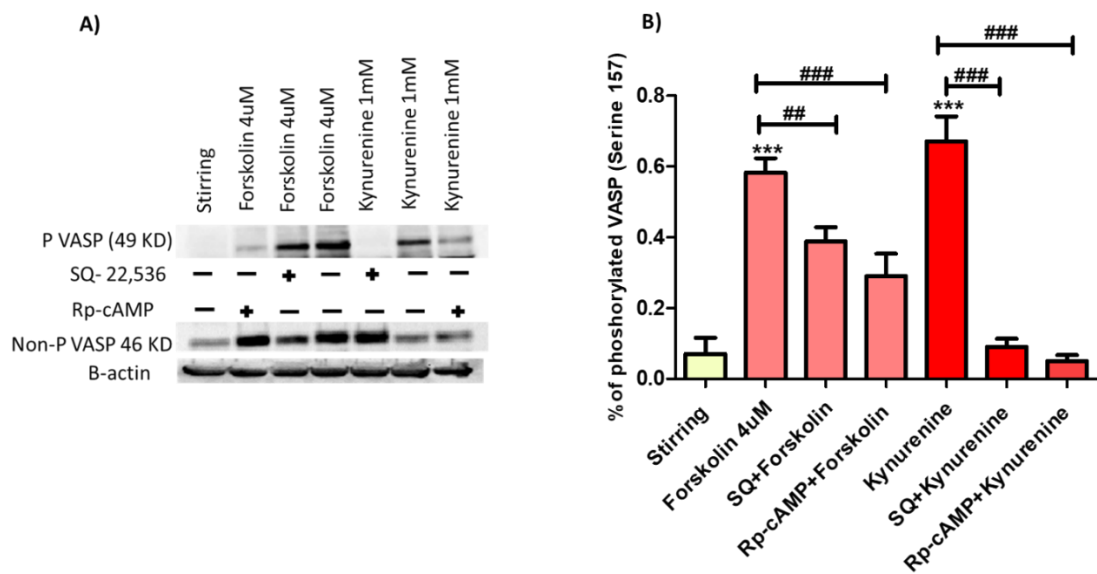 A)
Stirring
Forskolin 4uM
Forskolin 4uM
Forskolin 4uM
Kynurenine 1mM
Kynurenine 1mM
Kynurenine 1mM
P VASP (49 KD)
SQ- 22,536 − − + − + − −
Rp-cAMP − + − − − − +
Non-P VASP 46 KD
B-actin
B)
% of phoshorylated VASP (Serine 157)
0.8
0.6
0.4
0.2
0.0
###
###
##
###
***
***
Stirring
Forskolin 4uM
SQ+Forskolin
Rp-cAMP+Forskolin
Kynurenine
SQ+Kynurenine
Rp-cAMP+Kynurenine